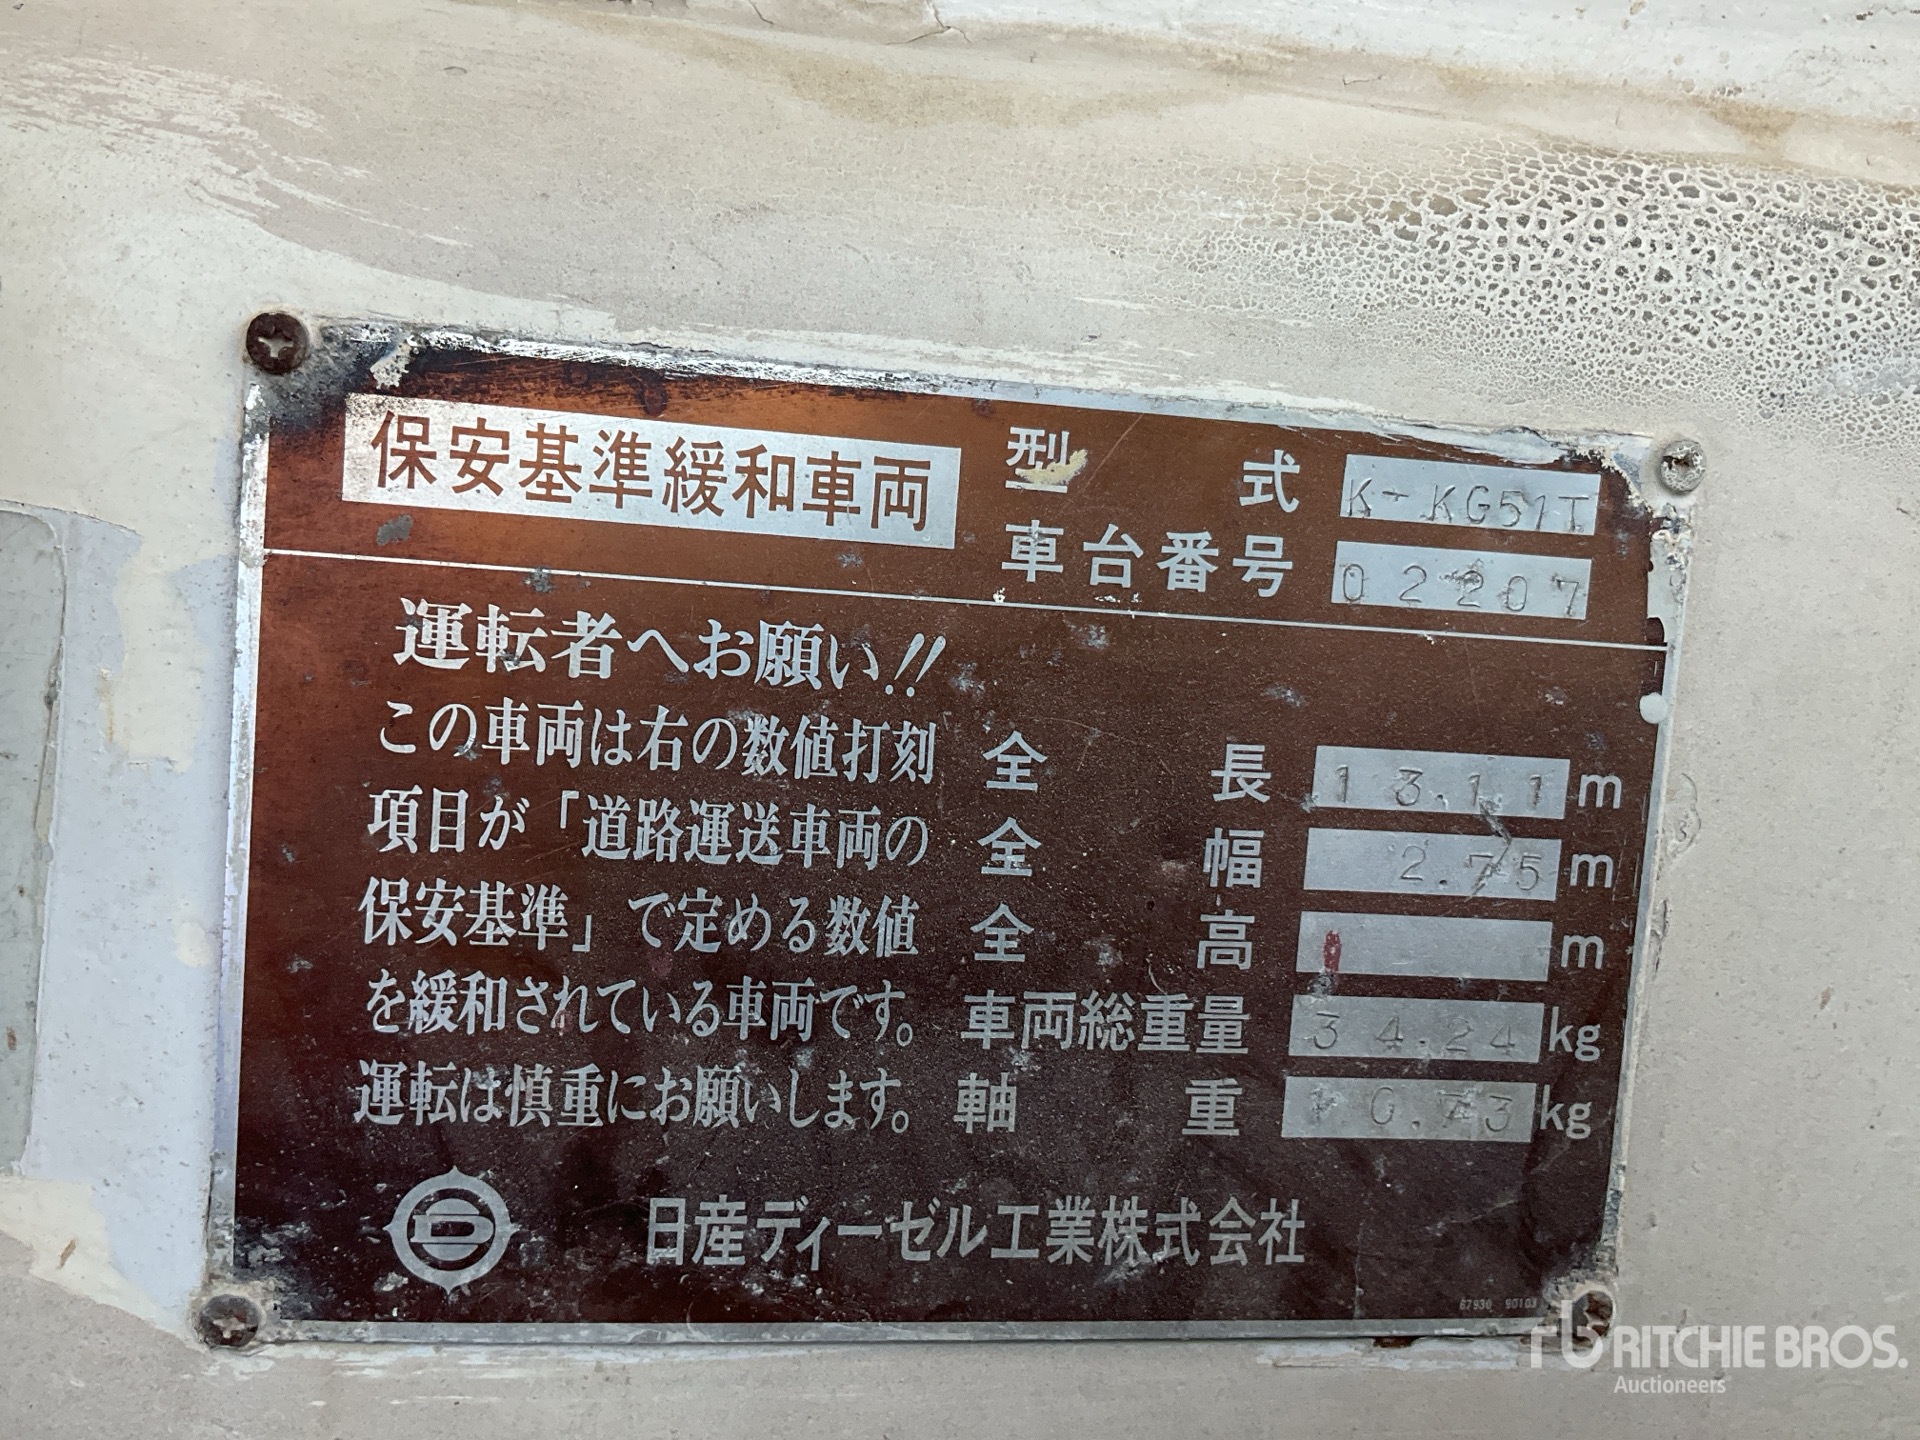 保安基準緩和車両
型式 K-KG51T
車台番号 02207
運転者へお願い!!
この車両は右の数値打刻
項目が「道路運送車両の
保安基準」で定める数値
を緩和されている車両です。
運転は慎重にお願いします。
全長 13.11 m
全幅 2.75 m
全高 m
車両総重量 34.24 kg
軸重 10.73 kg
D
日産ディーゼル工業株式会社
67930 90103
rb RITCHIE BROS.
Auctioneers